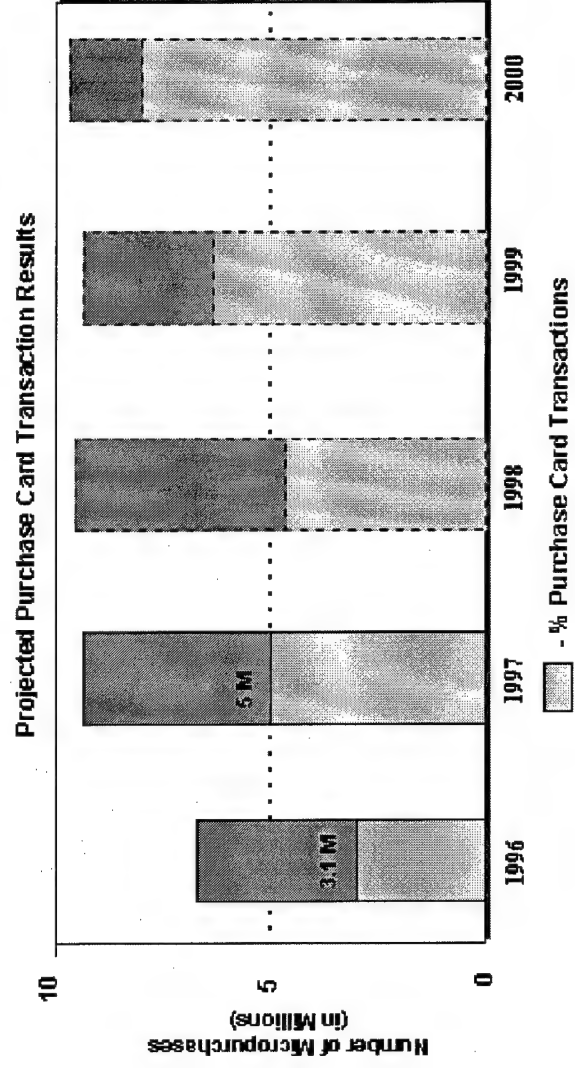 Projected Purchase Card Transaction Results
Number of Micropurchases
(in Millions)
10
5
0
3.1 M
5 M
1996
1997
1998
1999
2000
- % Purchase Card Transactions